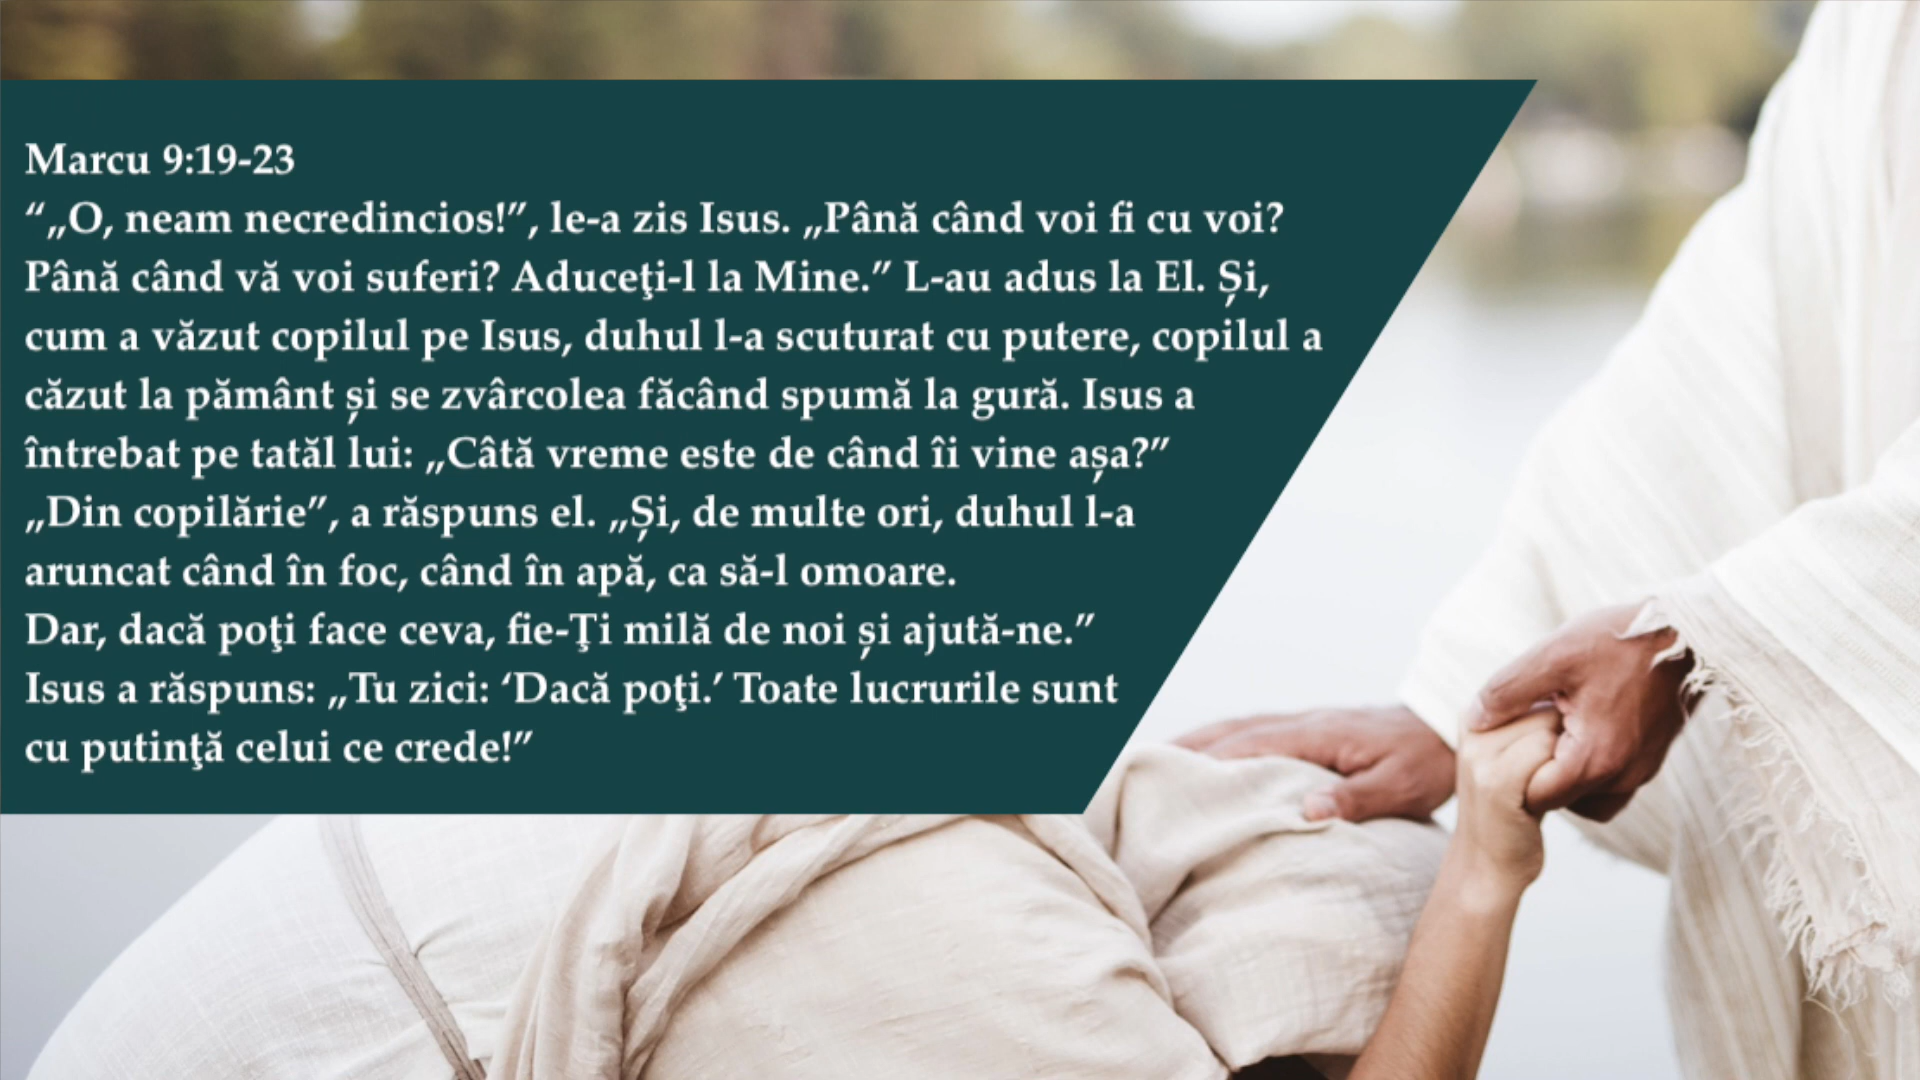 Marcu 9:19-23
“„O, neam necredincios!”, le-a zis Isus. „Până când voi fi cu voi?
Până când vă voi suferi? Aduceţi-l la Mine.” L-au adus la El. Și,
cum a văzut copilul pe Isus, duhul l-a scuturat cu putere, copilul a
căzut la pământ și se zvârcolea făcând spumă la gură. Isus a
întrebat pe tatăl lui: „Câtă vreme este de când îi vine așa?”
„Din copilărie”, a răspuns el. „Și, de multe ori, duhul l-a
aruncat când în foc, când în apă, ca să-l omoare.
Dar, dacă poţi face ceva, fie-Ţi milă de noi și ajută-ne.”
Isus a răspuns: „Tu zici: ‘Dacă poţi.’ Toate lucrurile sunt
cu putinţă celui ce crede!”